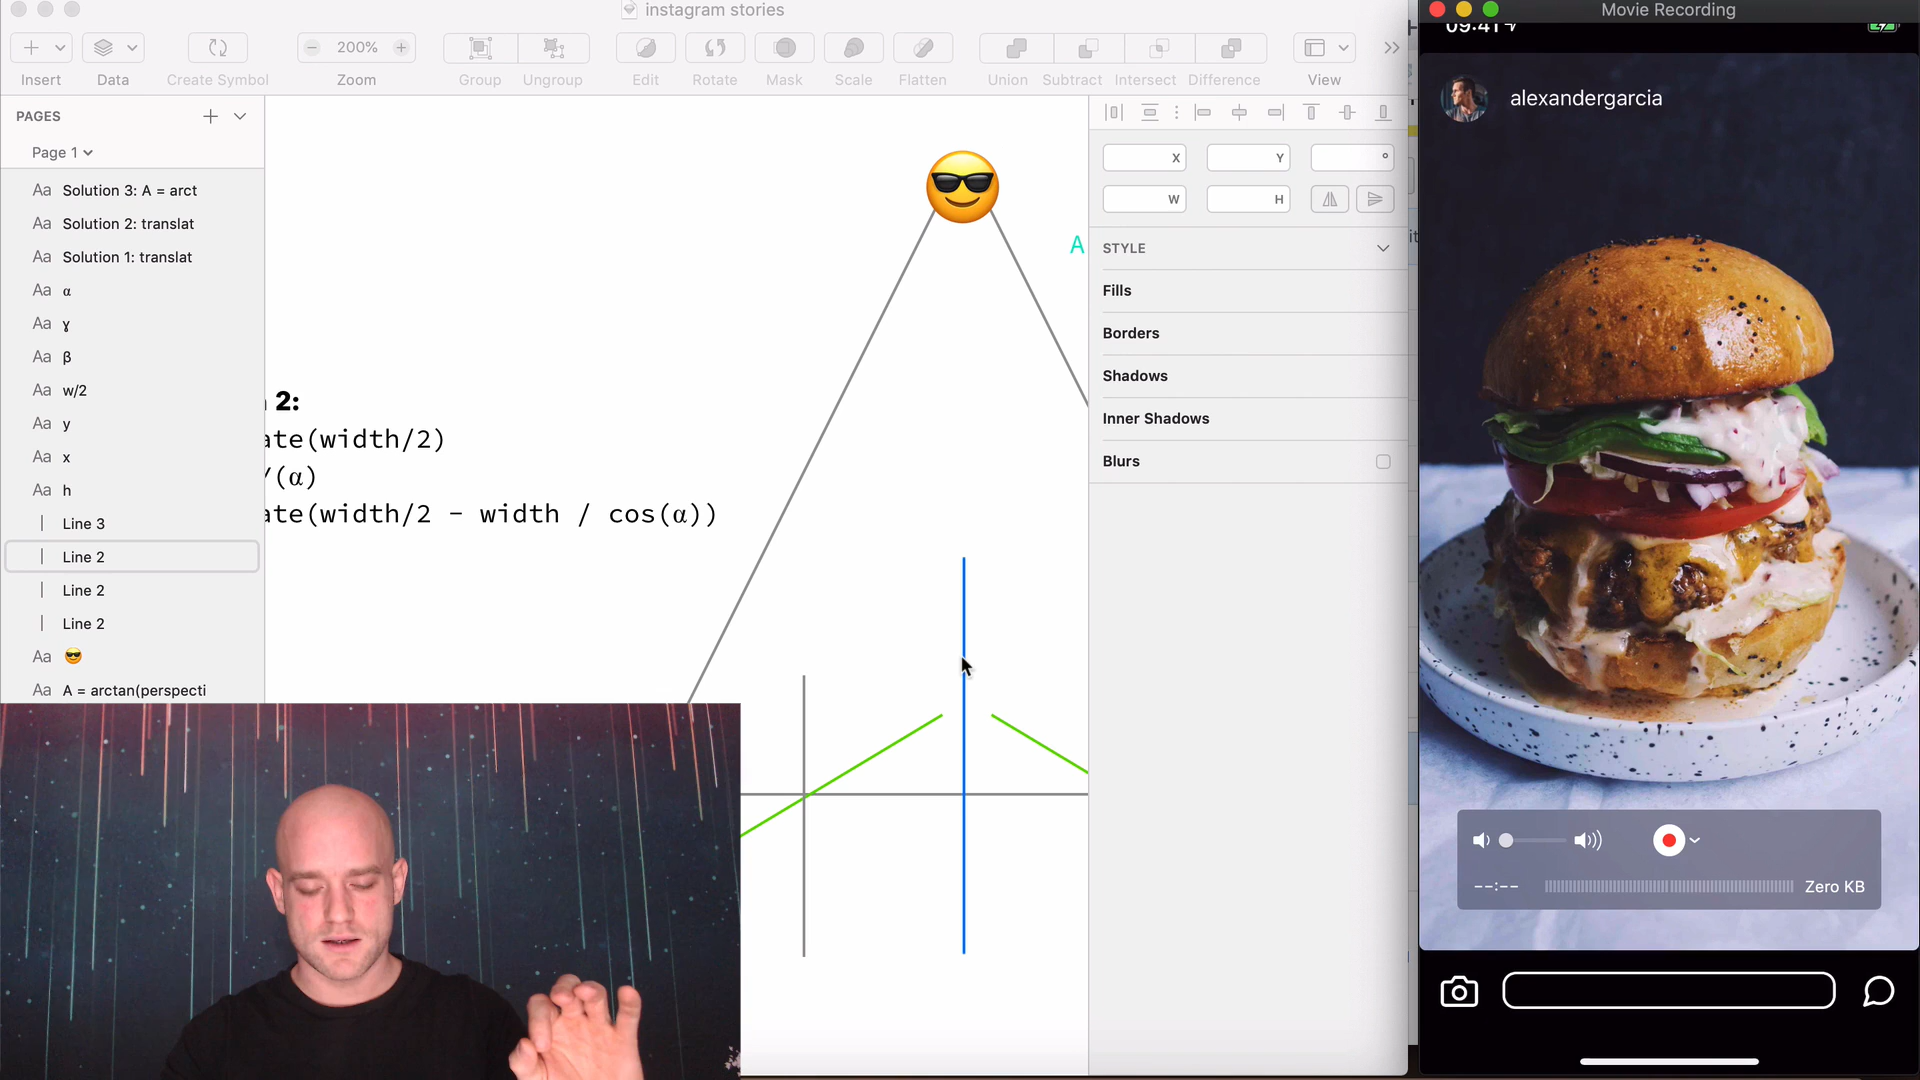 instagram stories
Insert
Data
Create Symbol
200%
Zoom
Group
Ungroup
Edit
Rotate
Mask
Scale
Flatten
Union
Subtract
Intersect
Difference
View
PAGES
Page 1
Aa Solution 3: A = arct
Aa Solution 2: translat
Aa Solution 1: translat
Aa α
Aa ɣ
Aa β
Aa w/2
Aa y
Aa x
Aa h
Line 3
Line 2
Line 2
Line 2
Aa 😎
Aa A = arctan(perspecti
2:
ate(width/2)
/(α)
ate(width/2 - width / cos(α))
A
X
Y
°
W
H
STYLE
Fills
Borders
Shadows
Inner Shadows
Blurs
Movie Recording
09:41
alexandergarcia
--:--
Zero KB